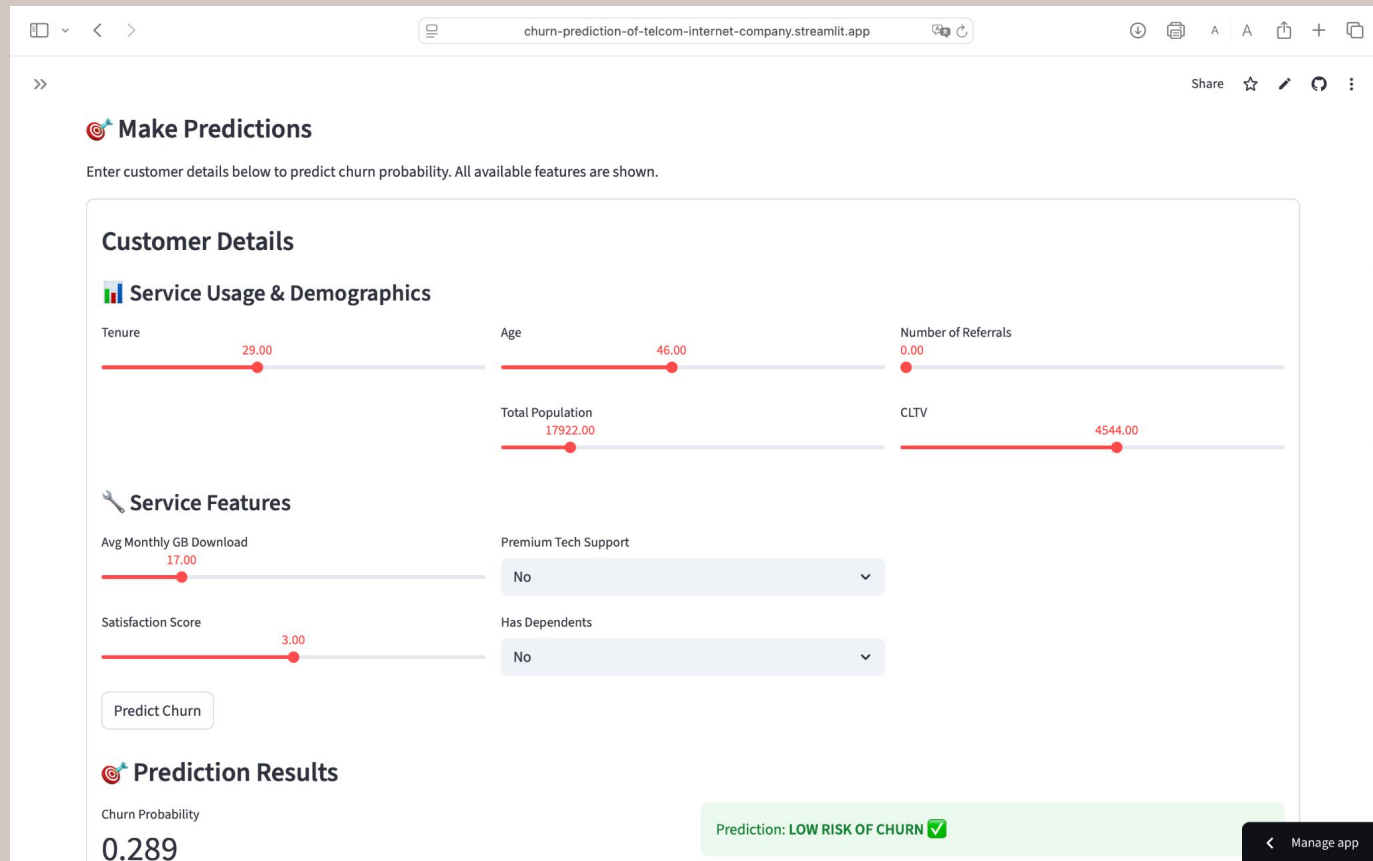 churn-prediction-of-telcom-internet-company.streamlit.app
A A
Share
Make Predictions
Enter customer details below to predict churn probability. All available features are shown.
Customer Details
Service Usage & Demographics
Tenure Age Number of Referrals
29.00 46.00 0.00
Total Population CLTV
17922.00 4544.00
Service Features
Avg Monthly GB Download Premium Tech Support
17.00
No
Satisfaction Score Has Dependents
3.00
No
Predict Churn
Prediction Results
Churn Probability
Prediction: LOW RISK OF CHURN
0.289
Manage app